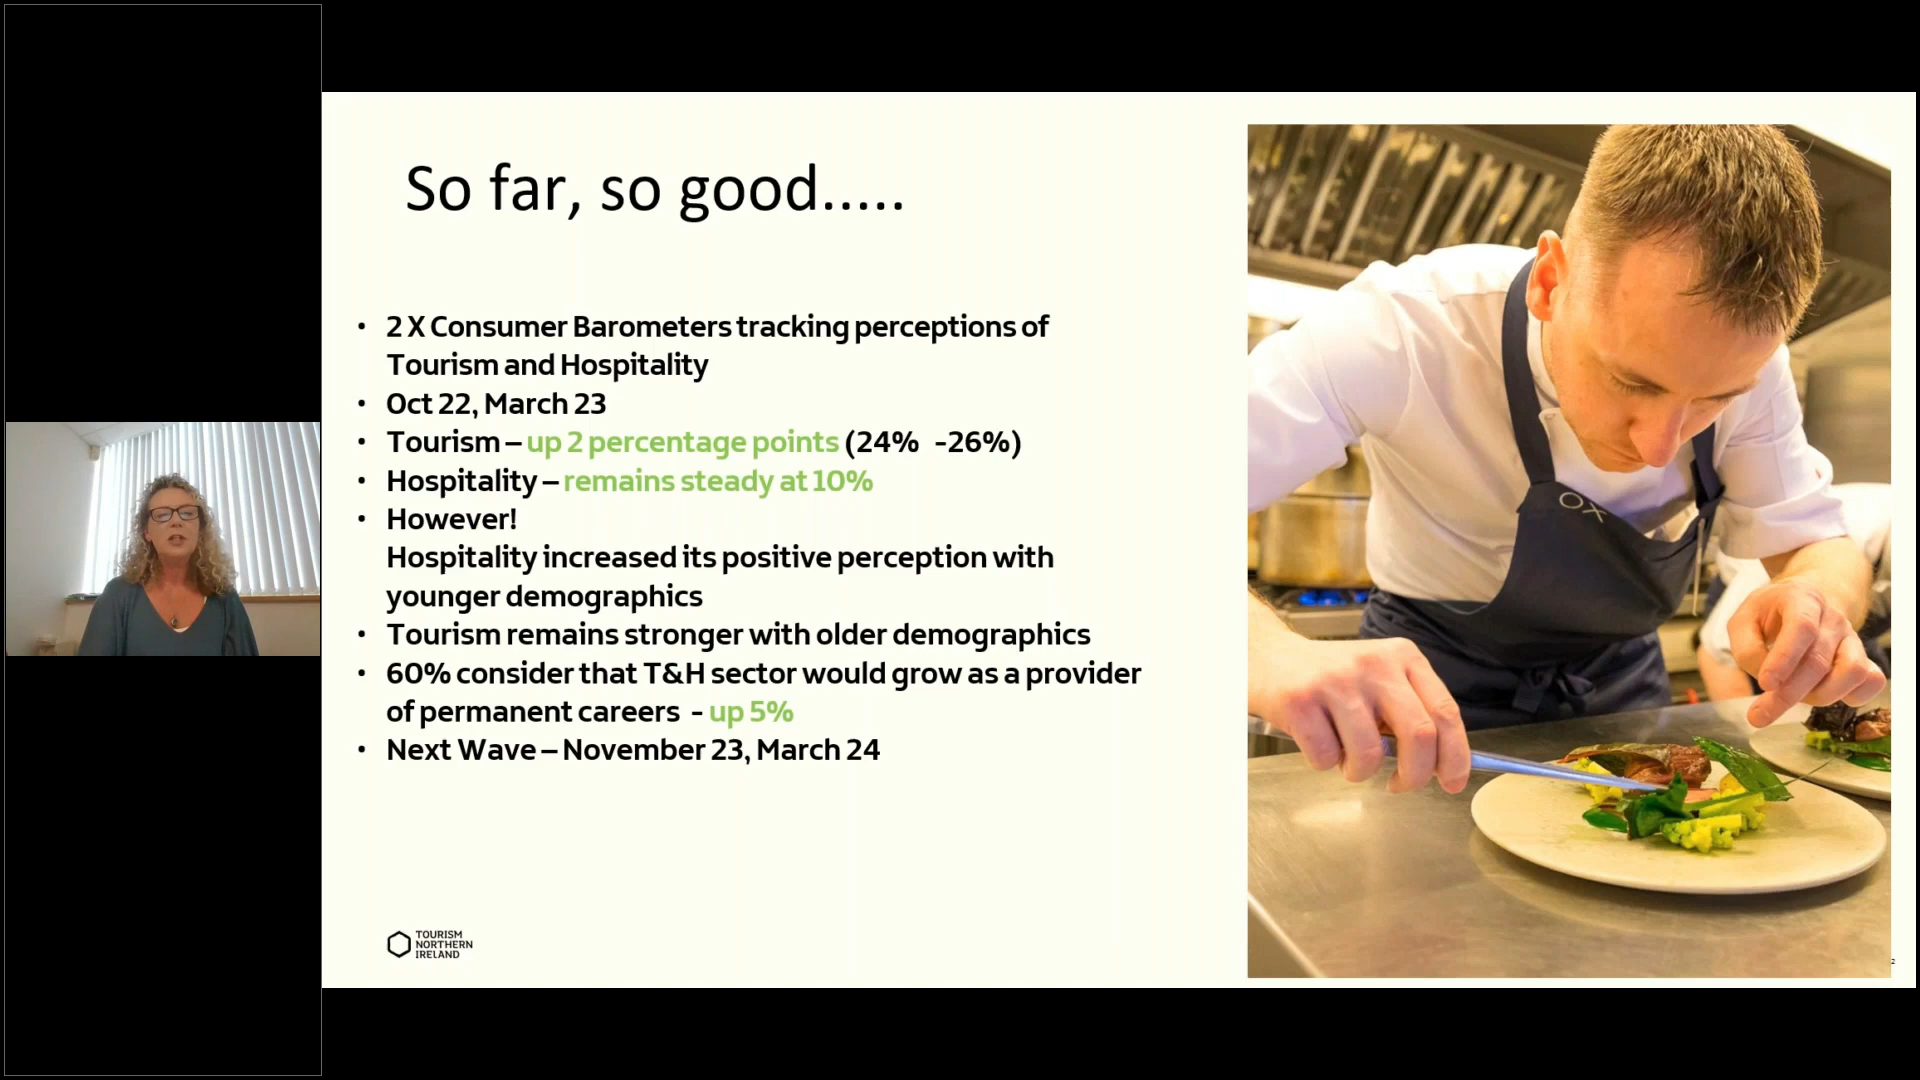 So far, so good.....
• 2 X Consumer Barometers tracking perceptions of
Tourism and Hospitality
• Oct 22, March 23
• Tourism – up 2 percentage points (24%  -26%)
• Hospitality – remains steady at 10%
• However!
Hospitality increased its positive perception with
younger demographics
• Tourism remains stronger with older demographics
• 60% consider that T&H sector would grow as a provider
of permanent careers  - up 5%
• Next Wave – November 23, March 24
OX
TOURISM
NORTHERN
IRELAND
2